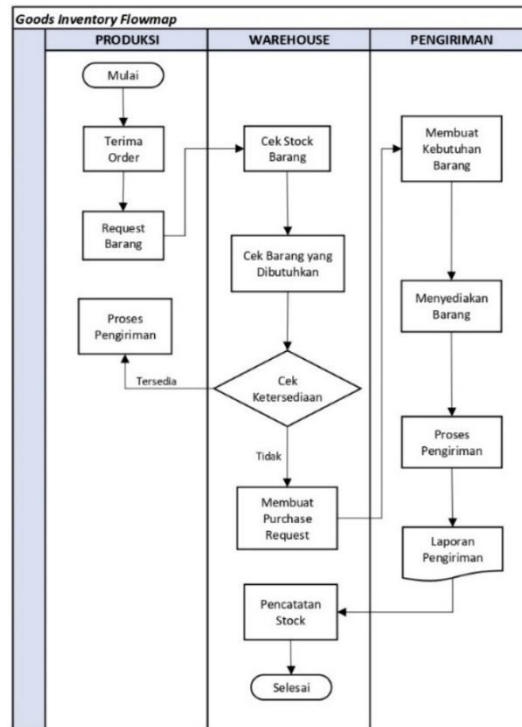 Goods Inventory Flowmap
PRODUKSI
WAREHOUSE
PENGIRIMAN
Mulai
Terima
Order
Request
Barang
Proses
Pengiriman
Cek Stock
Barang
Cek Barang yang
Dibutuhkan
Cek
Ketersediaan
Tersedia
Tidak
Membuat
Purchase
Request
Membuat
Kebutuhan
Barang
Menyediakan
Barang
Proses
Pengiriman
Laporan
Pengiriman
Pencatatan
Stock
Selesai